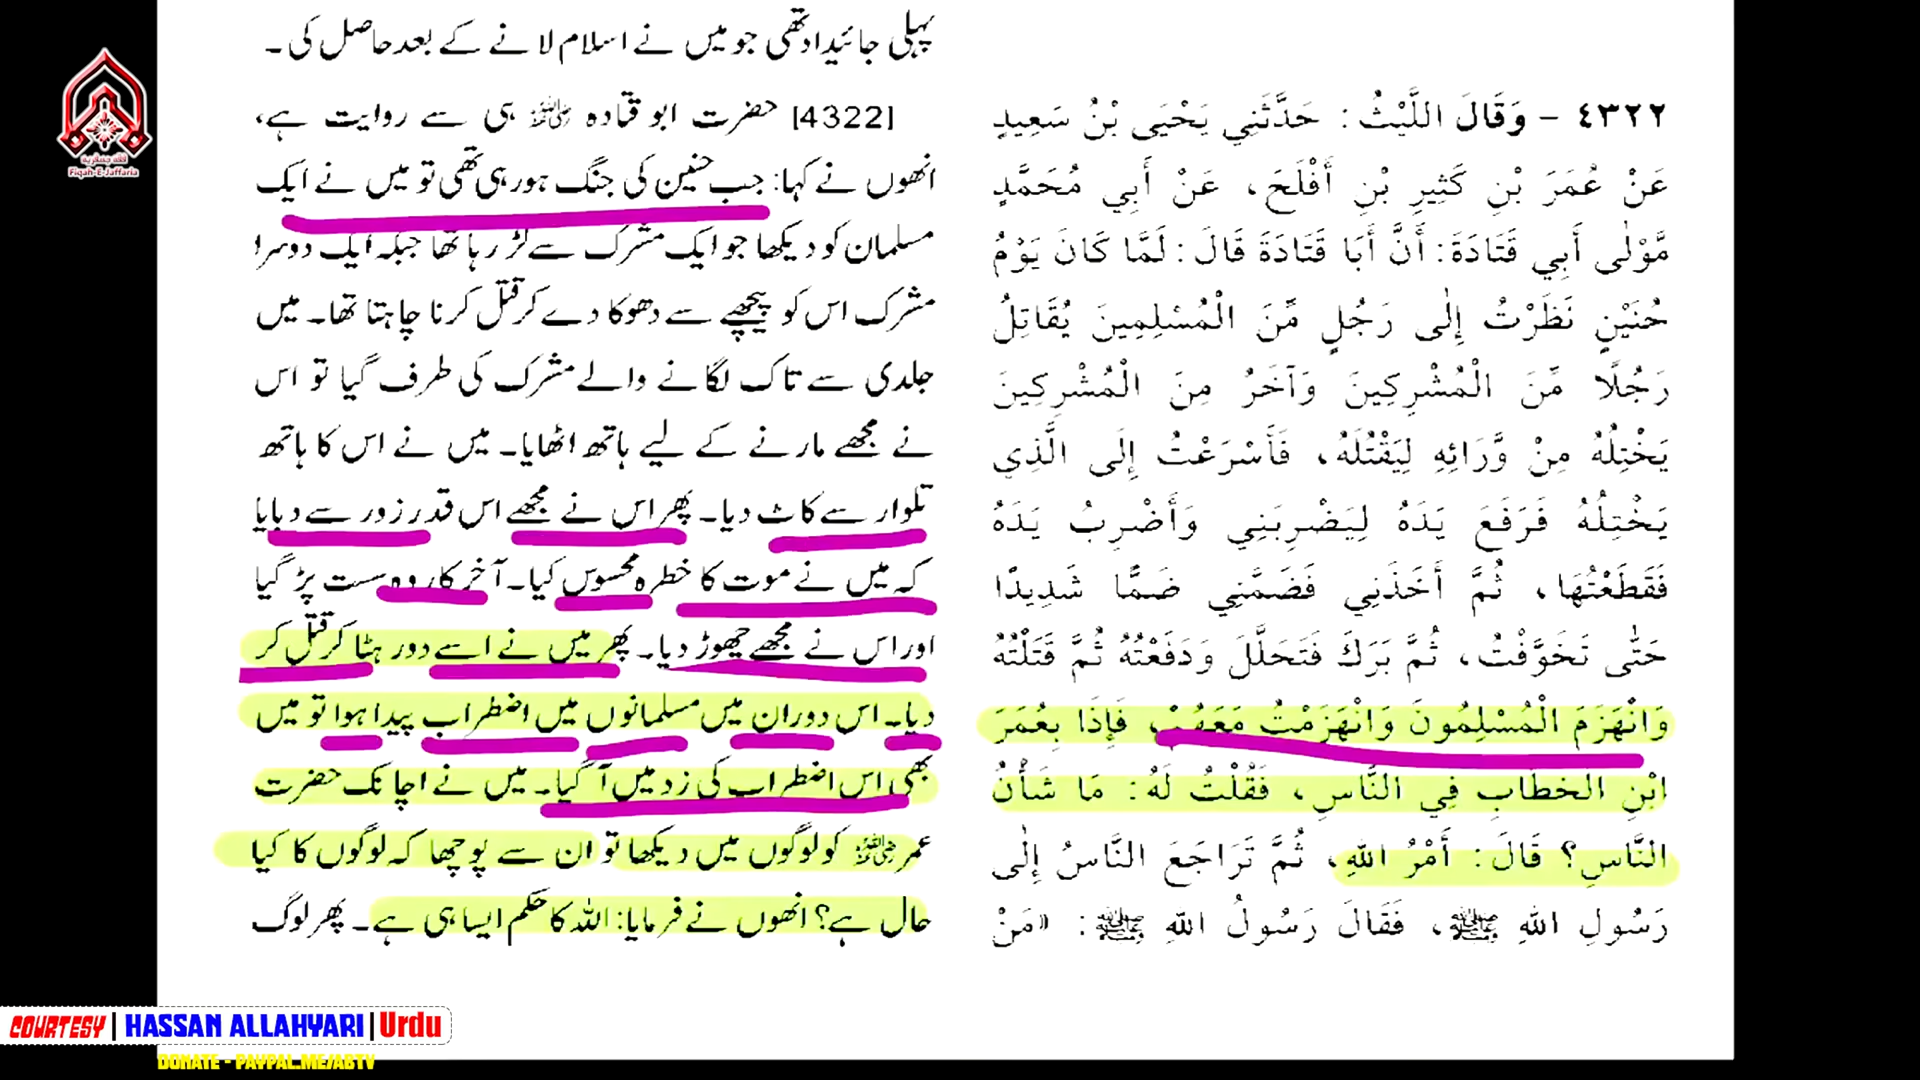 ٤٣٢٢ - وَقَالَ اللَّيْثُ: حَدَّثَنِي يَحْيَى بْنُ سَعِيدٍ
عَنْ عُمَرَ بْنِ كَثِيرِ بْنِ أَفْلَحَ، عَنْ أَبِي مُحَمَّدٍ
مَّوْلٰى أَبِي قَتَادَةَ: أَنَّ أَبَا قَتَادَةَ قَالَ: لَمَّا كَانَ يَوْمُ
حُنَيْنٍ نَظَرْتُ إِلٰى رَجُلٍ مِّنَ الْمُسْلِمِينَ يُقَاتِلُ
رَجُلًا مِّنَ الْمُشْرِكِينَ وَآخَرُ مِنَ الْمُشْرِكِينَ
يَخْتِلُهُ مِنْ وَّرَائِهِ لِيَقْتُلَهُ، فَأَسْرَعْتُ إِلَى الَّذِي
يَخْتِلُهُ فَرَفَعَ يَدَهُ لِيَضْرِبَنِي وَأَضْرِبُ يَدَهُ
فَقَطَعْتُهَا، ثُمَّ أَخَذَنِي فَضَمَّنِي ضَمًّا شَدِيدًا
حَتّٰى تَخَوَّفْتُ، ثُمَّ بَرَكَ فَتَحَلَّلَ وَدَفَعْتُهُ ثُمَّ قَتَلْتُهُ
وَانْهَزَمَ الْمُسْلِمُونَ وَانْهَزَمْتُ مَعَهُمْ، فَإِذَا بِعُمَرَ
ابْنِ الخَطَّابِ فِي النَّاسِ، فَقُلْتُ لَهُ: مَا شَأْنُ
النَّاسِ؟ قَالَ: أَمْرُ اللهِ، ثُمَّ تَرَاجَعَ النَّاسُ إِلٰى
رَسُولِ اللهِ ﷺ، فَقَالَ رَسُولُ اللهِ ﷺ: «مَنْ
پہلی جائیداد تھی جو میں نے اسلام لانے کے بعد حاصل کی۔
[4322] حضرت ابو قتادہ ؓ ہی سے روایت ہے،
انھوں نے کہا: جب حنین کی جنگ ہو رہی تھی تو میں نے ایک
مسلمان کو دیکھا جو ایک مشرک سے لڑ رہا تھا جبکہ ایک دوسرا
مشرک اس کو پیچھے سے دھوکا دے کر قتل کرنا چاہتا تھا۔ میں
جلدی سے تاک لگانے والے مشرک کی طرف گیا تو اس
نے مجھے مارنے کے لیے ہاتھ اٹھایا۔ میں نے اس کا ہاتھ
تلوار سے کاٹ دیا۔ پھر اس نے مجھے اس قدر زور سے دبایا
کہ میں نے موت کا خطرہ محسوس کیا۔ آخر کار وہ سست پڑ گیا
اور اس نے مجھے چھوڑ دیا۔ پھر میں نے اسے دور ہٹا کر قتل کر
دیا۔ اس دوران میں مسلمانوں میں اضطراب پیدا ہوا تو میں
بھی اس اضطراب کی زد میں آ گیا۔ میں نے اچانک حضرت
عمر ؓ کو لوگوں میں دیکھا تو ان سے پوچھا کہ لوگوں کا کیا
حال ہے؟ انھوں نے فرمایا: اللہ کا حکم ایسا ہی ہے۔ پھر لوگ
فقہ جعفریہ
Fiqah-E-Jaffaria
COURTESY | HASSAN ALLAHYARI | Urdu
DONATE - PAYPAL.ME/ABTV